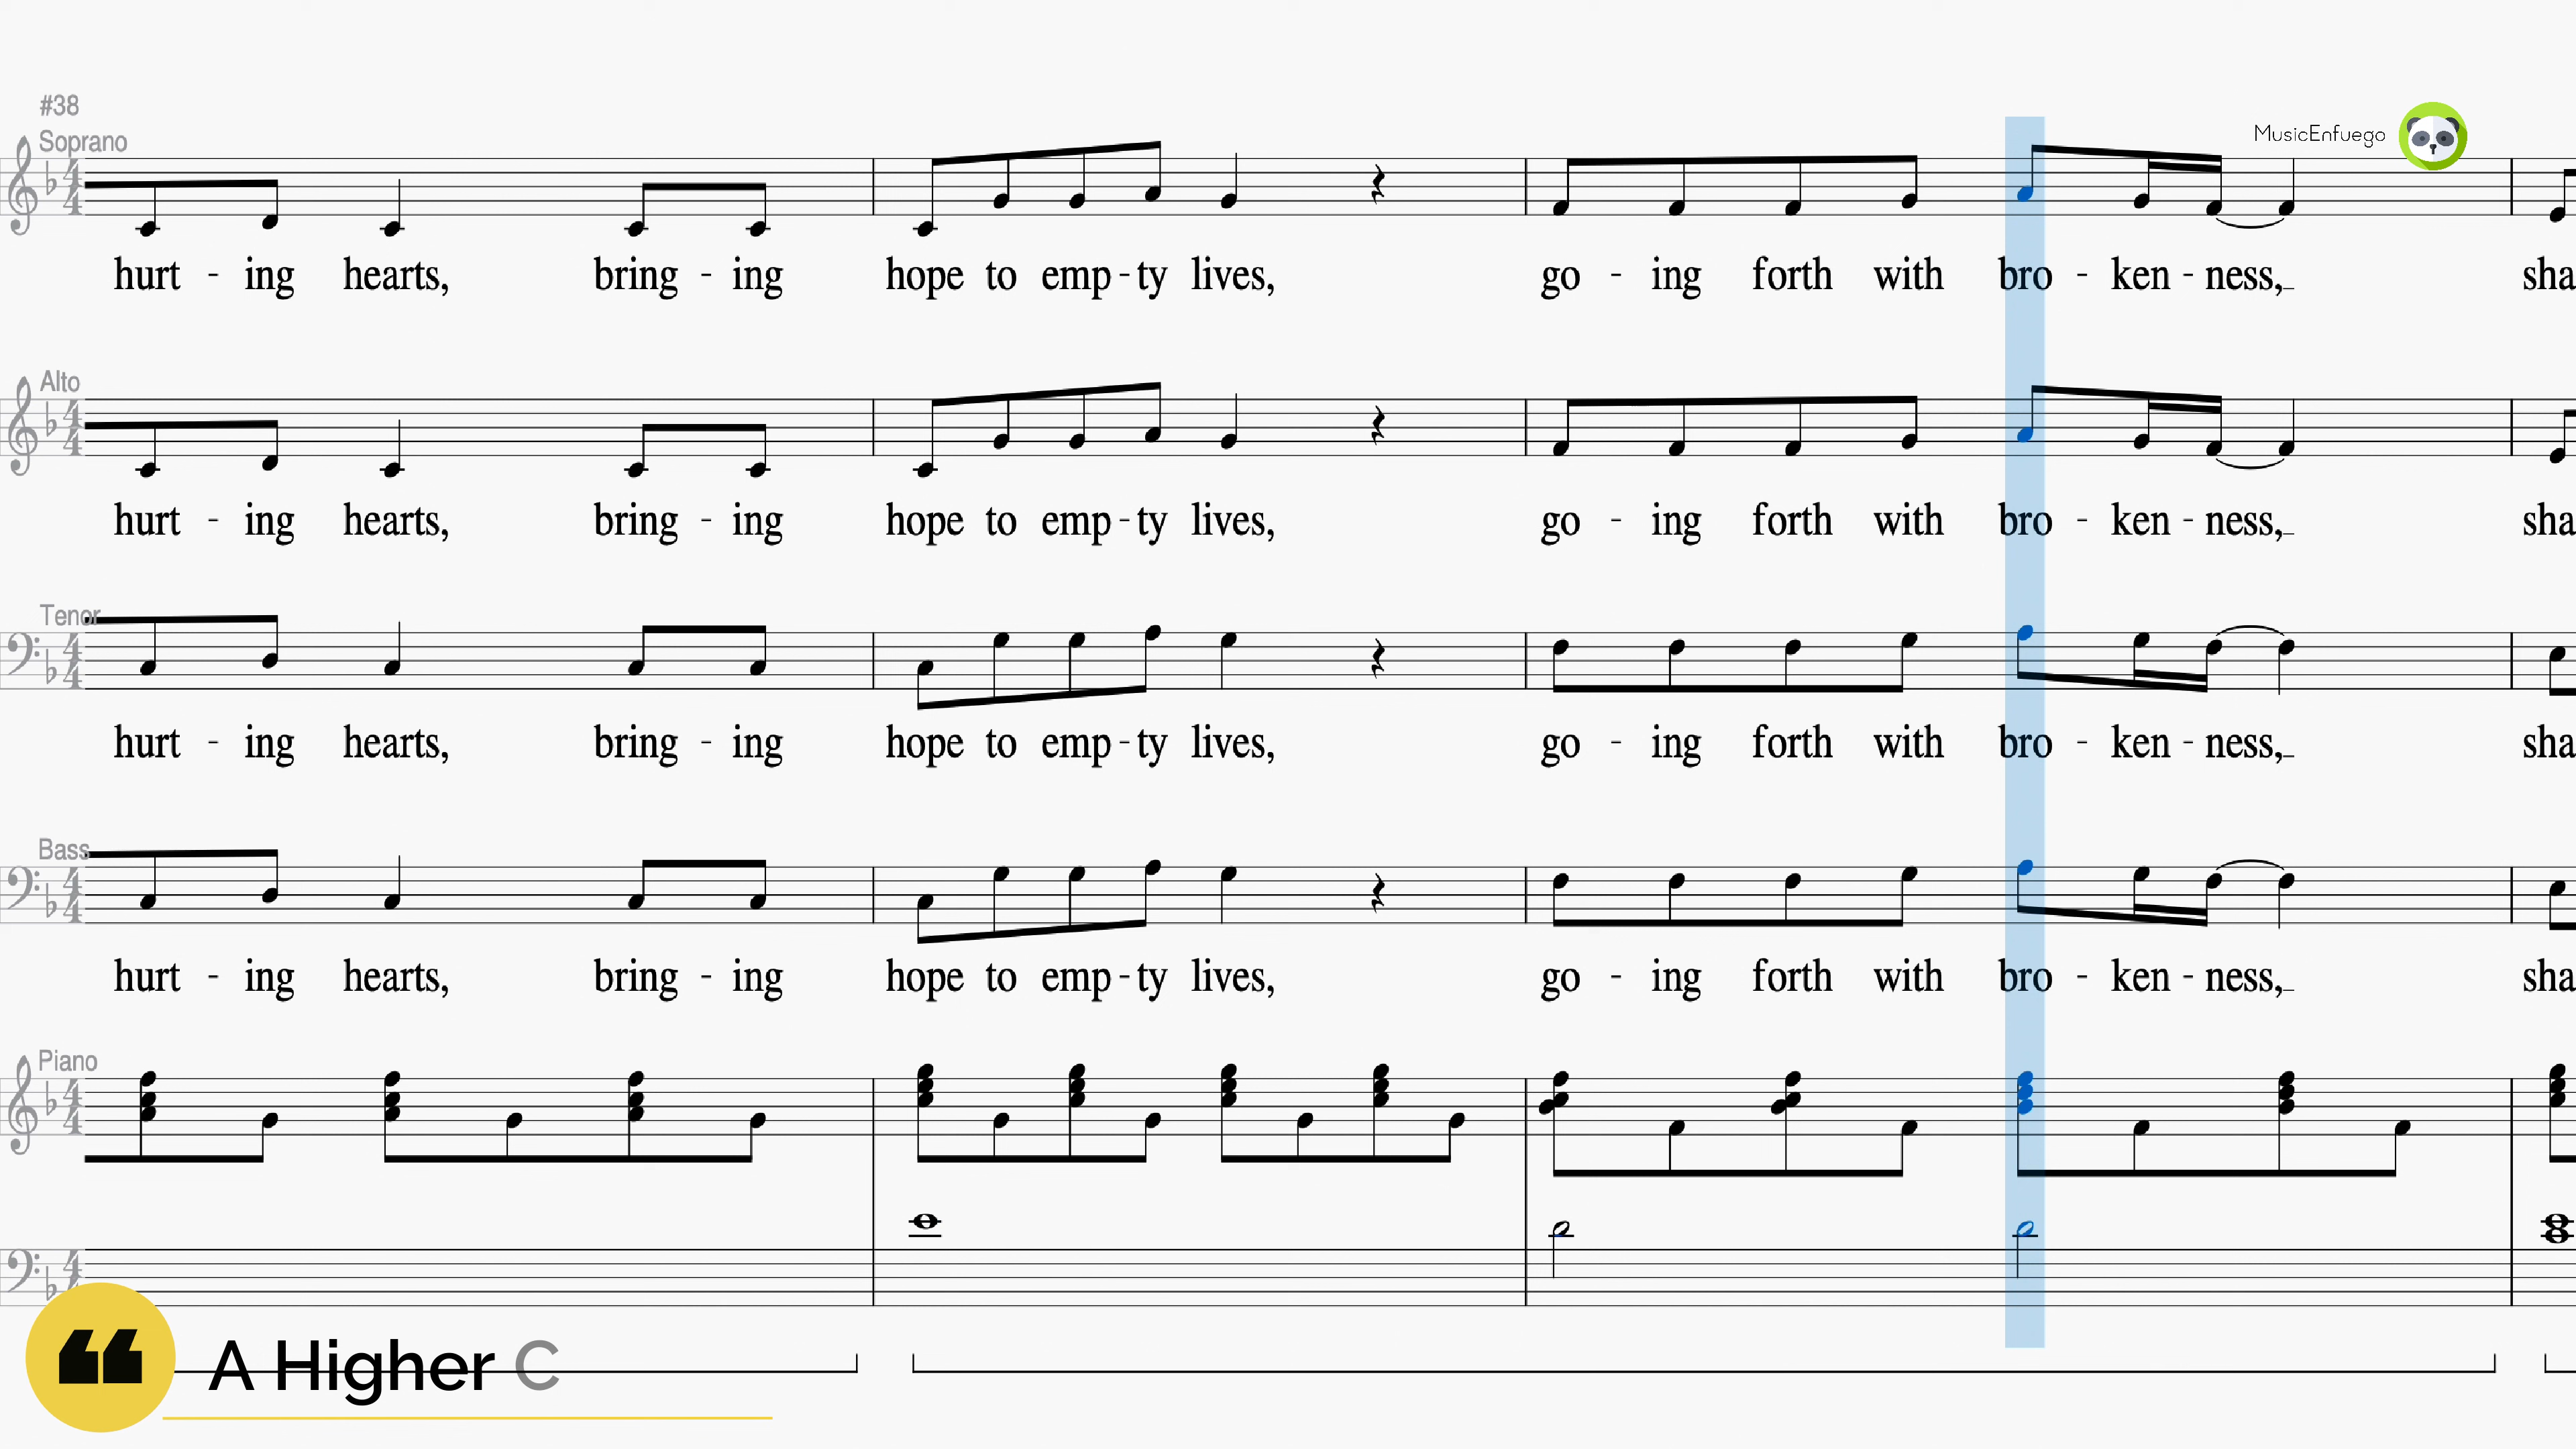 #38
Soprano
MusicEnfuego
hurt - ing hearts, bring - ing hope to emp - ty lives, go - ing forth with bro - ken - ness,_ sha
Alto
hurt - ing hearts, bring - ing hope to emp - ty lives, go - ing forth with bro - ken - ness,_ sha
Tenor
hurt - ing hearts, bring - ing hope to emp - ty lives, go - ing forth with bro - ken - ness,_ sha
Bass
hurt - ing hearts, bring - ing hope to emp - ty lives, go - ing forth with bro - ken - ness,_ sha
Piano
A Higher C